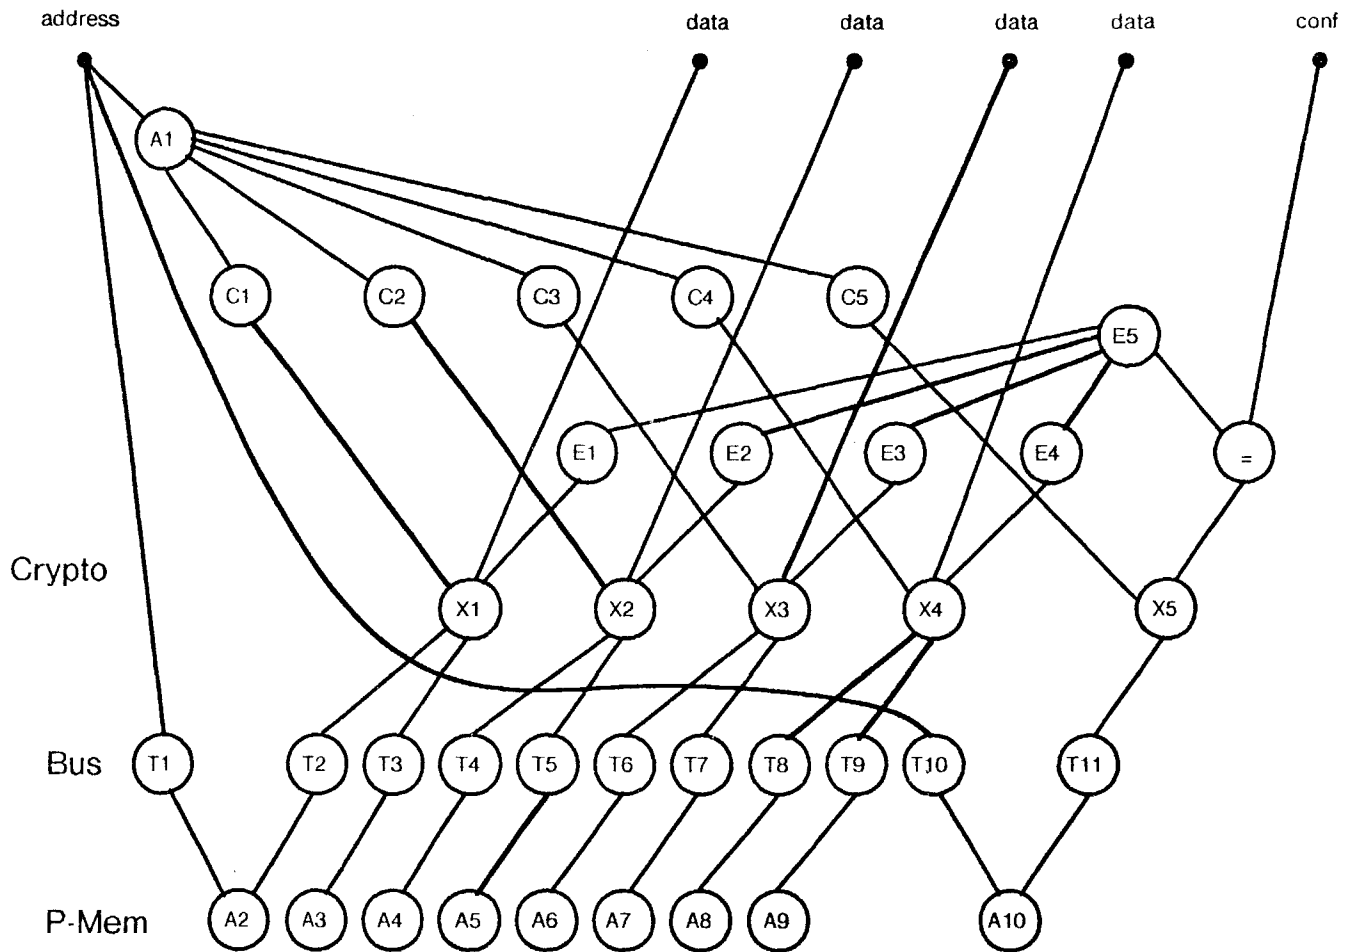 address data data data data conf
A1
C1 C2 C3 C4 C5
E5
E1 E2 E3 E4 =
Crypto
X1 X2 X3 X4 X5
Bus T1 T2 T3 T4 T5 T6 T7 T8 T9 T10 T11
P-Mem A2 A3 A4 A5 A6 A7 A8 A9 A10